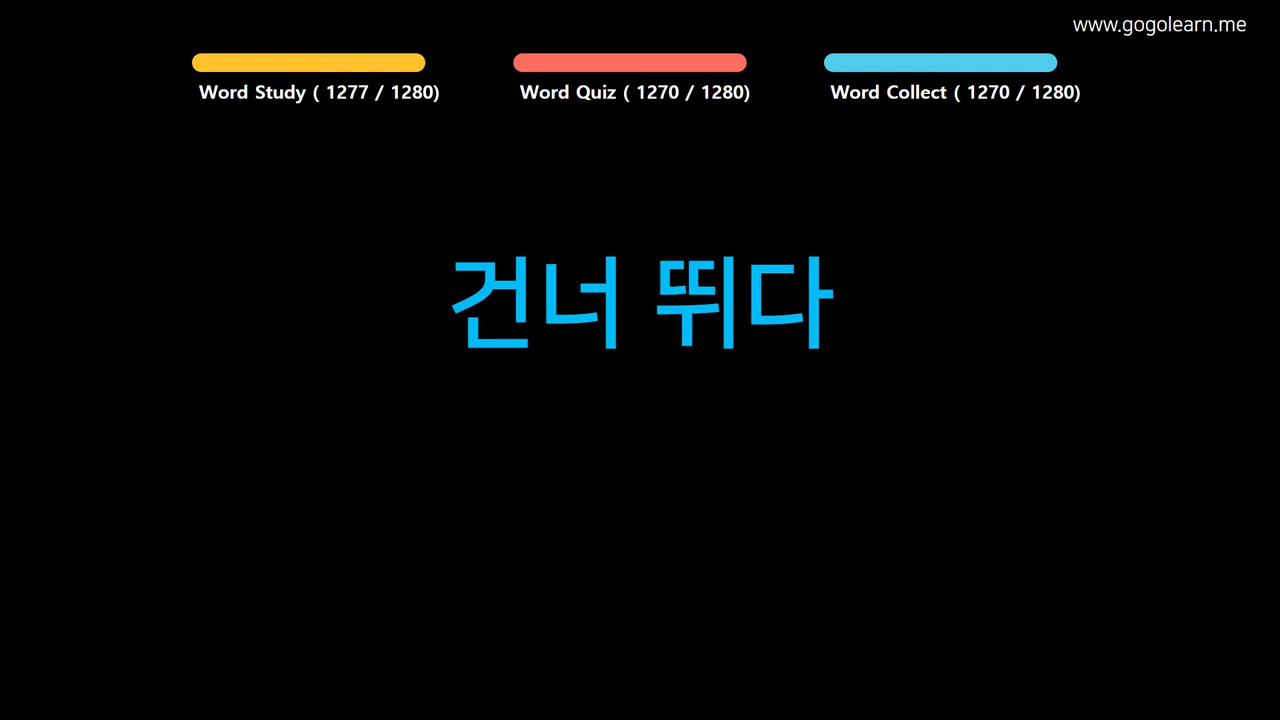 www.gogolearn.me
Word Study ( 1277 / 1280)
Word Quiz ( 1270 / 1280)
Word Collect ( 1270 / 1280)
건너 뛰다